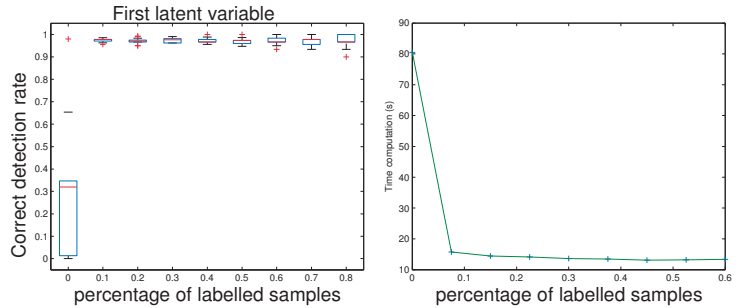 First latent variable
Correct detection rate
1
0.9
0.8
0.7
0.6
0.5
0.4
0.3
0.2
0.1
0
0 0.1 0.2 0.3 0.4 0.5 0.6 0.7 0.8
percentage of labelled samples
Time computation (s)
90
80
70
60
50
40
30
20
10
0 0.1 0.2 0.3 0.4 0.5 0.6
percentage of labelled samples